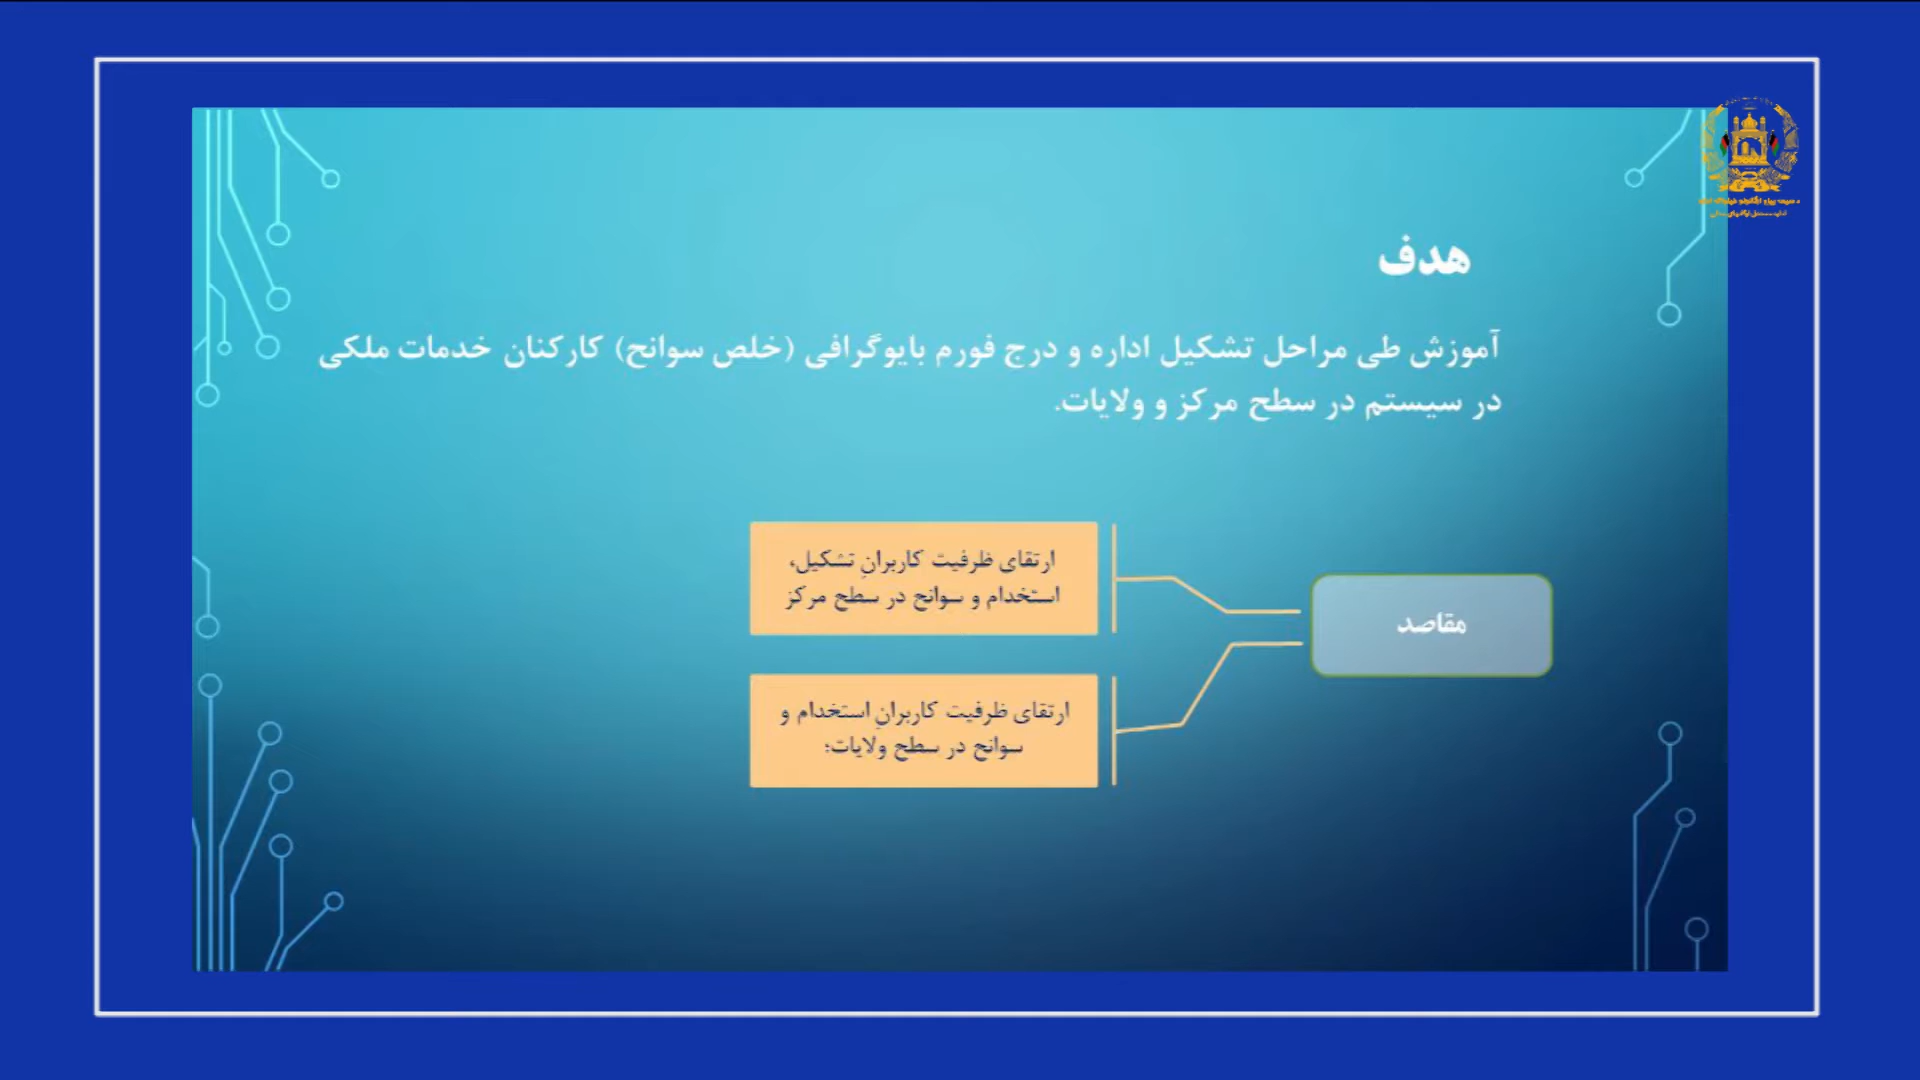 هدف
آموزش طی مراحل تشکیل اداره و درج فورم بایوگرافی (خلص سوانح) کارکنان خدمات ملکی
در سیستم در سطح مرکز و ولایات.
مقاصد
ارتقای ظرفیت کاربرانِ تشکیل،
استخدام و سوانح در سطح مرکز
ارتقای ظرفیت کاربرانِ استخدام و
سوانح در سطح ولایات؛